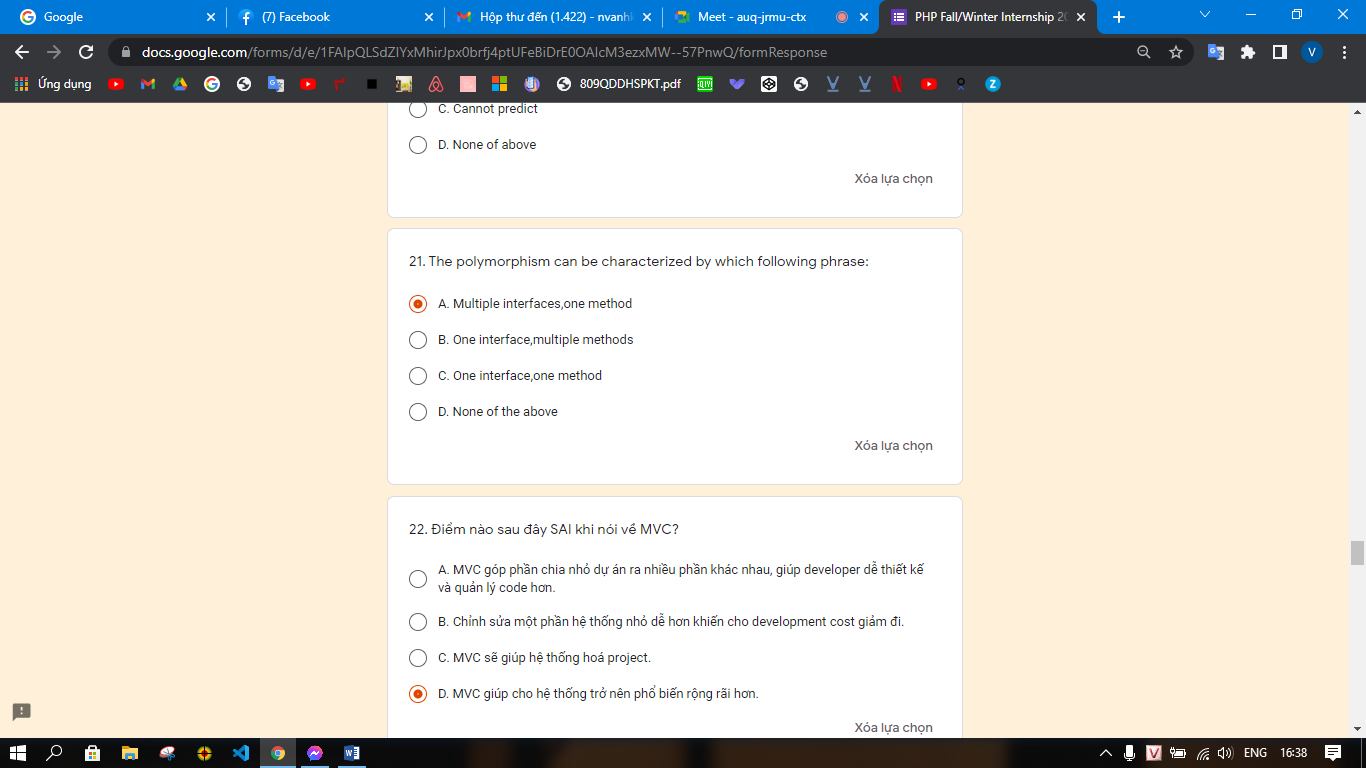 Google
(7) Facebook
Hộp thư đến (1.422) - nvanhl
Meet - auq-jrmu-ctx
PHP Fall/Winter Internship 20
docs.google.com/forms/d/e/1FAIpQLSdZIYxMhirJpx0brfj4ptUFeBiDrE0OAIcM3ezxMW--57PnwQ/formResponse
V
Ứng dụng
809QDDHSPKT.pdf
C. Cannot predict
D. None of above
Xóa lựa chọn
21. The polymorphism can be characterized by which following phrase:
A. Multiple interfaces,one method
B. One interface,multiple methods
C. One interface,one method
D. None of the above
Xóa lựa chọn
22. Điểm nào sau đây SAI khi nói về MVC?
A. MVC góp phần chia nhỏ dự án ra nhiều phần khác nhau, giúp developer dễ thiết kế
và quản lý code hơn.
B. Chỉnh sửa một phần hệ thống nhỏ dễ hơn khiến cho development cost giảm đi.
C. MVC sẽ giúp hệ thống hoá project.
D. MVC giúp cho hệ thống trở nên phổ biến rộng rãi hơn.
Xóa lựa chọn
ENG
16:38